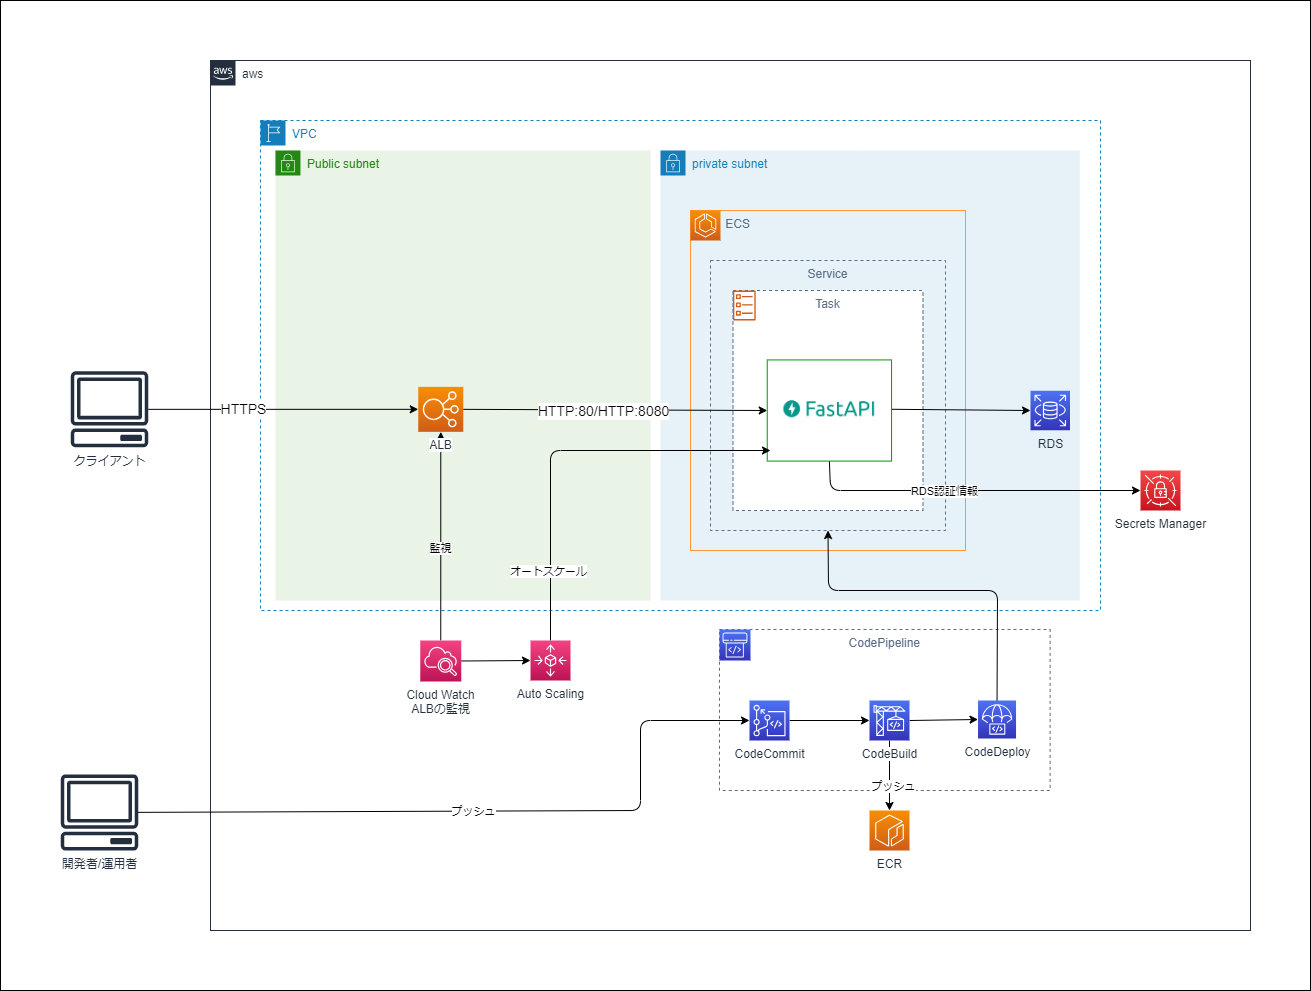 aws
aws
VPC
Public subnet
private subnet
ECS
Service
Task
FastAPI
HTTPS
HTTP:80/HTTP:8080
ALB
クライアント
RDS
RDS認証情報
Secrets Manager
監視
オートスケール
Cloud Watch
ALBの監視
Auto Scaling
CodePipeline
CodeCommit
CodeBuild
CodeDeploy
プッシュ
プッシュ
ECR
開発者/運用者